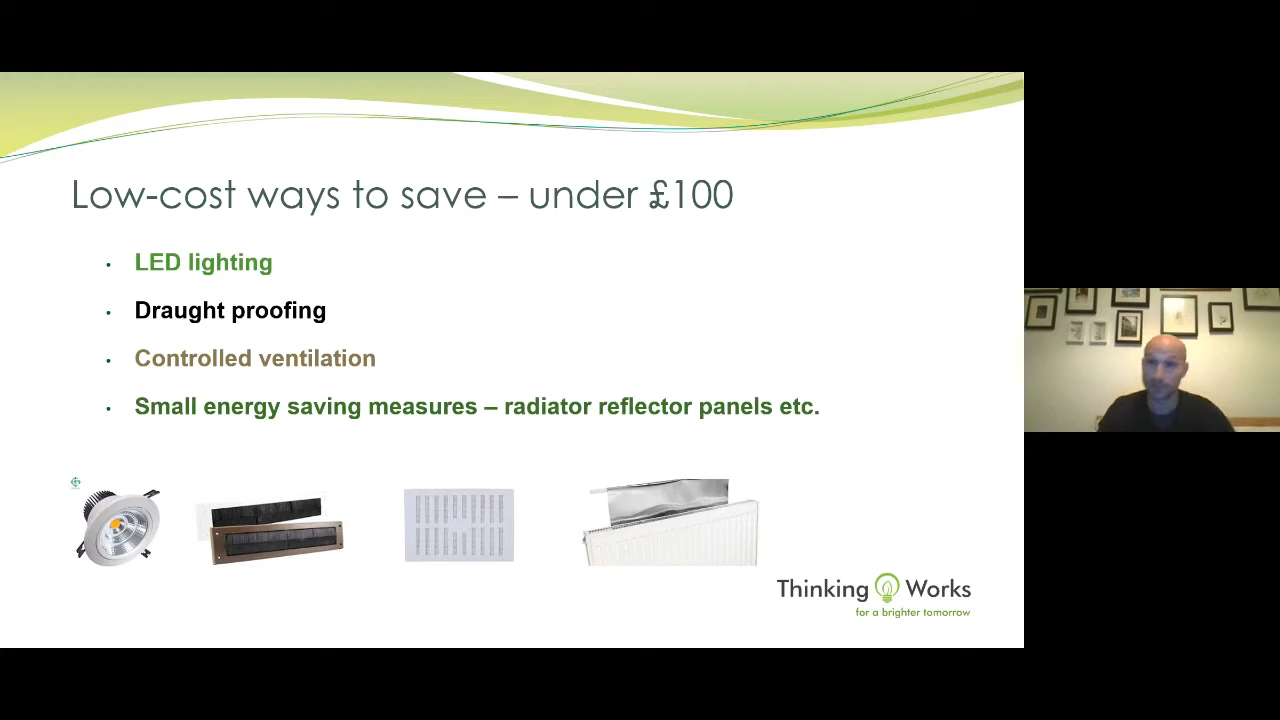 Low-cost ways to save – under £100
• LED lighting
• Draught proofing
• Controlled ventilation
• Small energy saving measures – radiator reflector panels etc.
Thinking Works
for a brighter tomorrow